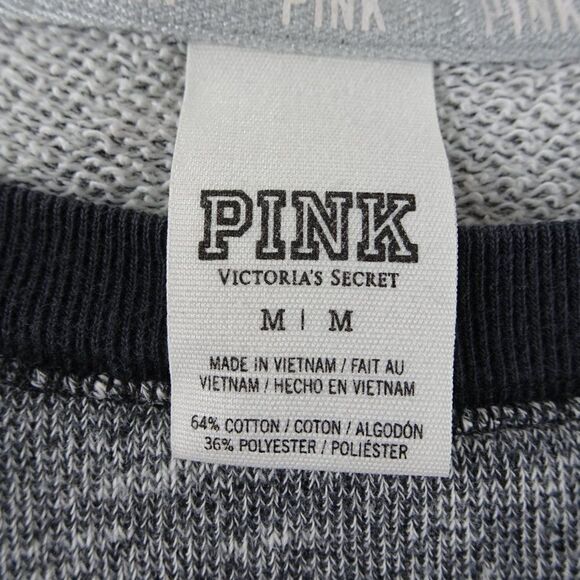 PINK PINK
PINK
VICTORIA'S SECRET
M | M
MADE IN VIETNAM / FAIT AU
VIETNAM / HECHO EN VIETNAM
64% COTTON / COTON / ALGODÓN
36% POLYESTER / POLIÉSTER